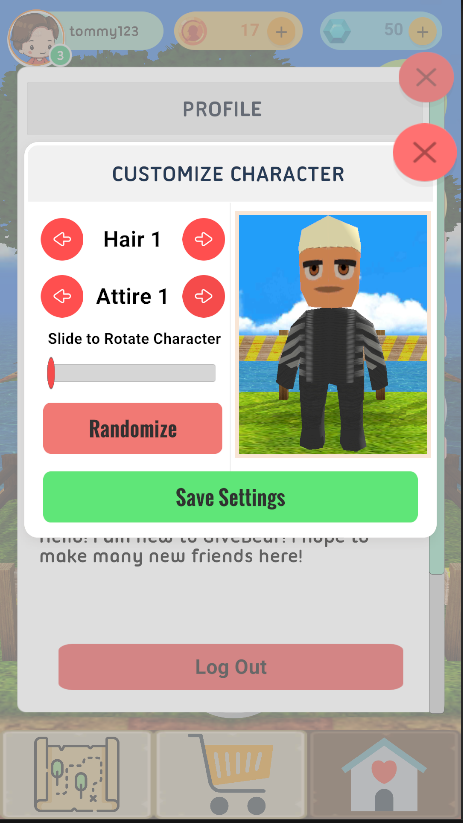 tommy123
17
50
3
PROFILE
CUSTOMIZE CHARACTER
Hair 1
Attire 1
Slide to Rotate Character
Randomize
Save Settings
Hello! I am new to GiveBear! I hope to
make many new friends here!
Log Out